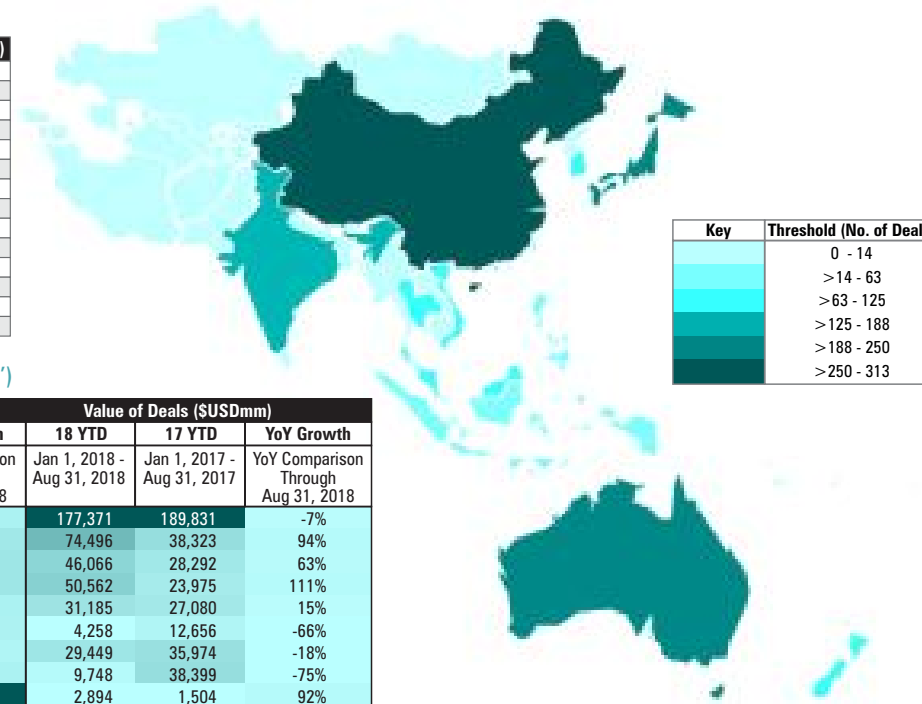 )
Key Threshold (No. of Deal
0 - 14
>14 - 63
>63 - 125
>125 - 188
>188 - 250
>250 - 313
')
Value of Deals ($USDmm)
h 18 YTD 17 YTD YoY Growth
on Jan 1, 2018 - Jan 1, 2017 - YoY Comparison
Aug 31, 2018 Aug 31, 2017 Through
8 Aug 31, 2018
177,371 189,831 -7%
74,496 38,323 94%
46,066 28,292 63%
50,562 23,975 111%
31,185 27,080 15%
4,258 12,656 -66%
29,449 35,974 -18%
9,748 38,399 -75%
2,894 1,504 92%